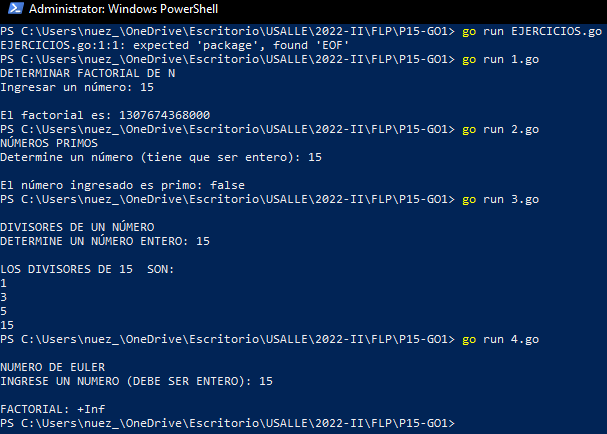 Administrator: Windows PowerShell
PS C:\Users\nuez_\OneDrive\Escritorio\USALLE\2022-II\FLP\P15-GO1> go run EJERCICIOS.go
EJERCICIOS.go:1:1: expected 'package', found 'EOF'
PS C:\Users\nuez_\OneDrive\Escritorio\USALLE\2022-II\FLP\P15-GO1> go run 1.go
DETERMINAR FACTORIAL DE N
Ingresar un número: 15
El factorial es: 1307674368000
PS C:\Users\nuez_\OneDrive\Escritorio\USALLE\2022-II\FLP\P15-GO1> go run 2.go
NÚMEROS PRIMOS
Determine un número (tiene que ser entero): 15
El número ingresado es primo: false
PS C:\Users\nuez_\OneDrive\Escritorio\USALLE\2022-II\FLP\P15-GO1> go run 3.go
DIVISORES DE UN NÚMERO
DETERMINE UN NÚMERO ENTERO: 15
LOS DIVISORES DE 15  SON:
1
3
5
15
PS C:\Users\nuez_\OneDrive\Escritorio\USALLE\2022-II\FLP\P15-GO1> go run 4.go
NUMERO DE EULER
INGRESE UN NUMERO (DEBE SER ENTERO): 15
FACTORIAL: +Inf
PS C:\Users\nuez_\OneDrive\Escritorio\USALLE\2022-II\FLP\P15-GO1>